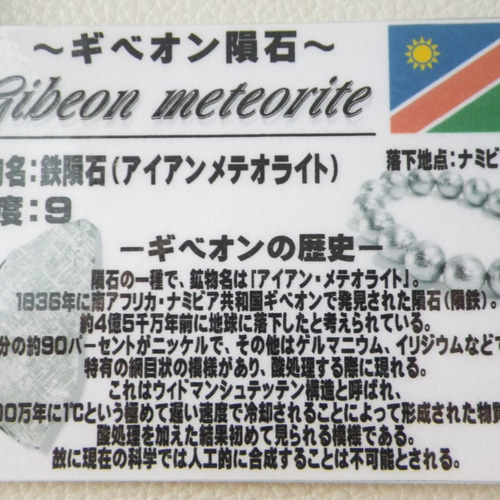 ～ギベオン隕石～
Gibeon meteorite
物名:鉄隕石(アイアンメテオライト)
度:9
落下地点:ナミビ
ーギベオンの歴史ー
隕石の一種で、鉱物名は「アイアン・メテオライト」。
1836年に南アフリカ・ナミビア共和国ギベオンで発見された隕石(隕鉄)。
約4億5千万年前に地球に落下したと考えられている。
分の約90パーセントがニッケルで、その他はゲルマニウム、イリジウムなどで
特有の網目状の模様があり、酸処理する際に現れる。
これはウイドマンシュテッテン構造と呼ばれ、
00万年に1℃という極めて遅い速度で冷却されることによって形成された物質
酸処理を加えた結果初めて見られる模様である。
故に現在の科学では人工的に合成することは不可能とされる。